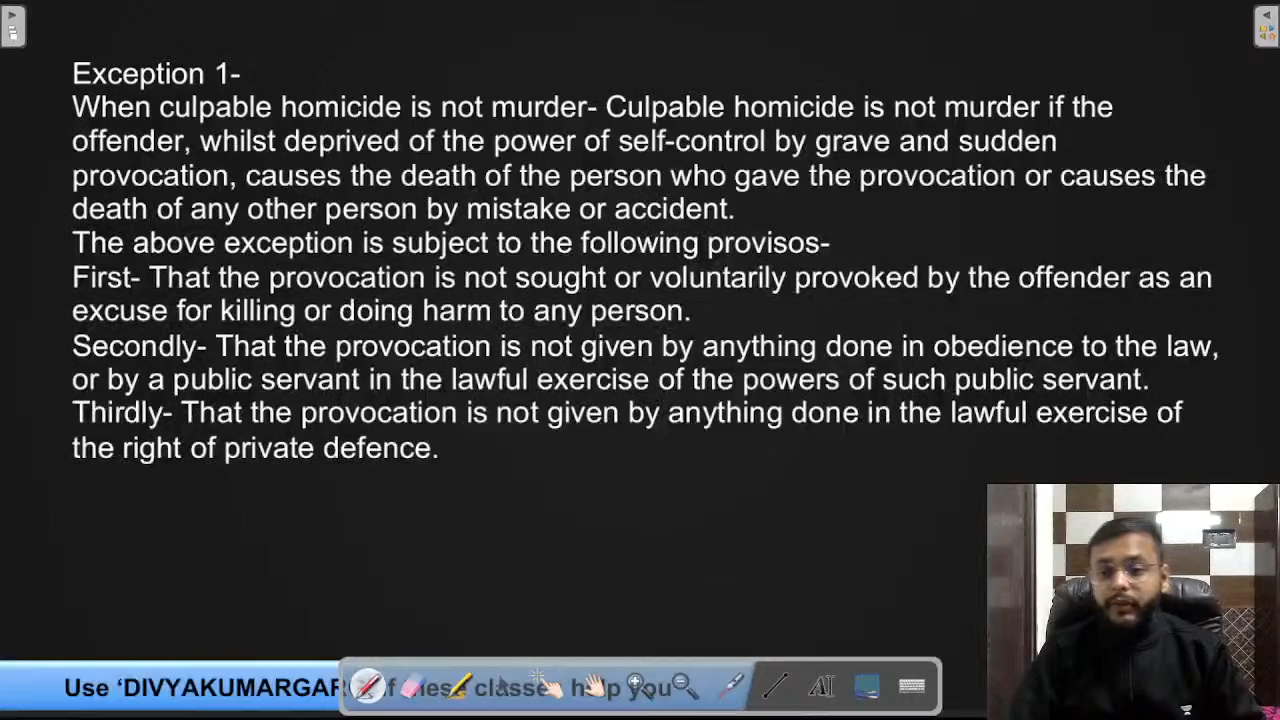 Exception 1-
When culpable homicide is not murder- Culpable homicide is not murder if the
offender, whilst deprived of the power of self-control by grave and sudden
provocation, causes the death of the person who gave the provocation or causes the
death of any other person by mistake or accident.
The above exception is subject to the following provisos-
First- That the provocation is not sought or voluntarily provoked by the offender as an
excuse for killing or doing harm to any person.
Secondly- That the provocation is not given by anything done in obedience to the law,
or by a public servant in the lawful exercise of the powers of such public servant.
Thirdly- That the provocation is not given by anything done in the lawful exercise of
the right of private defence.
Use ‘DIVYAKUMARGAR if these classes help you
AI